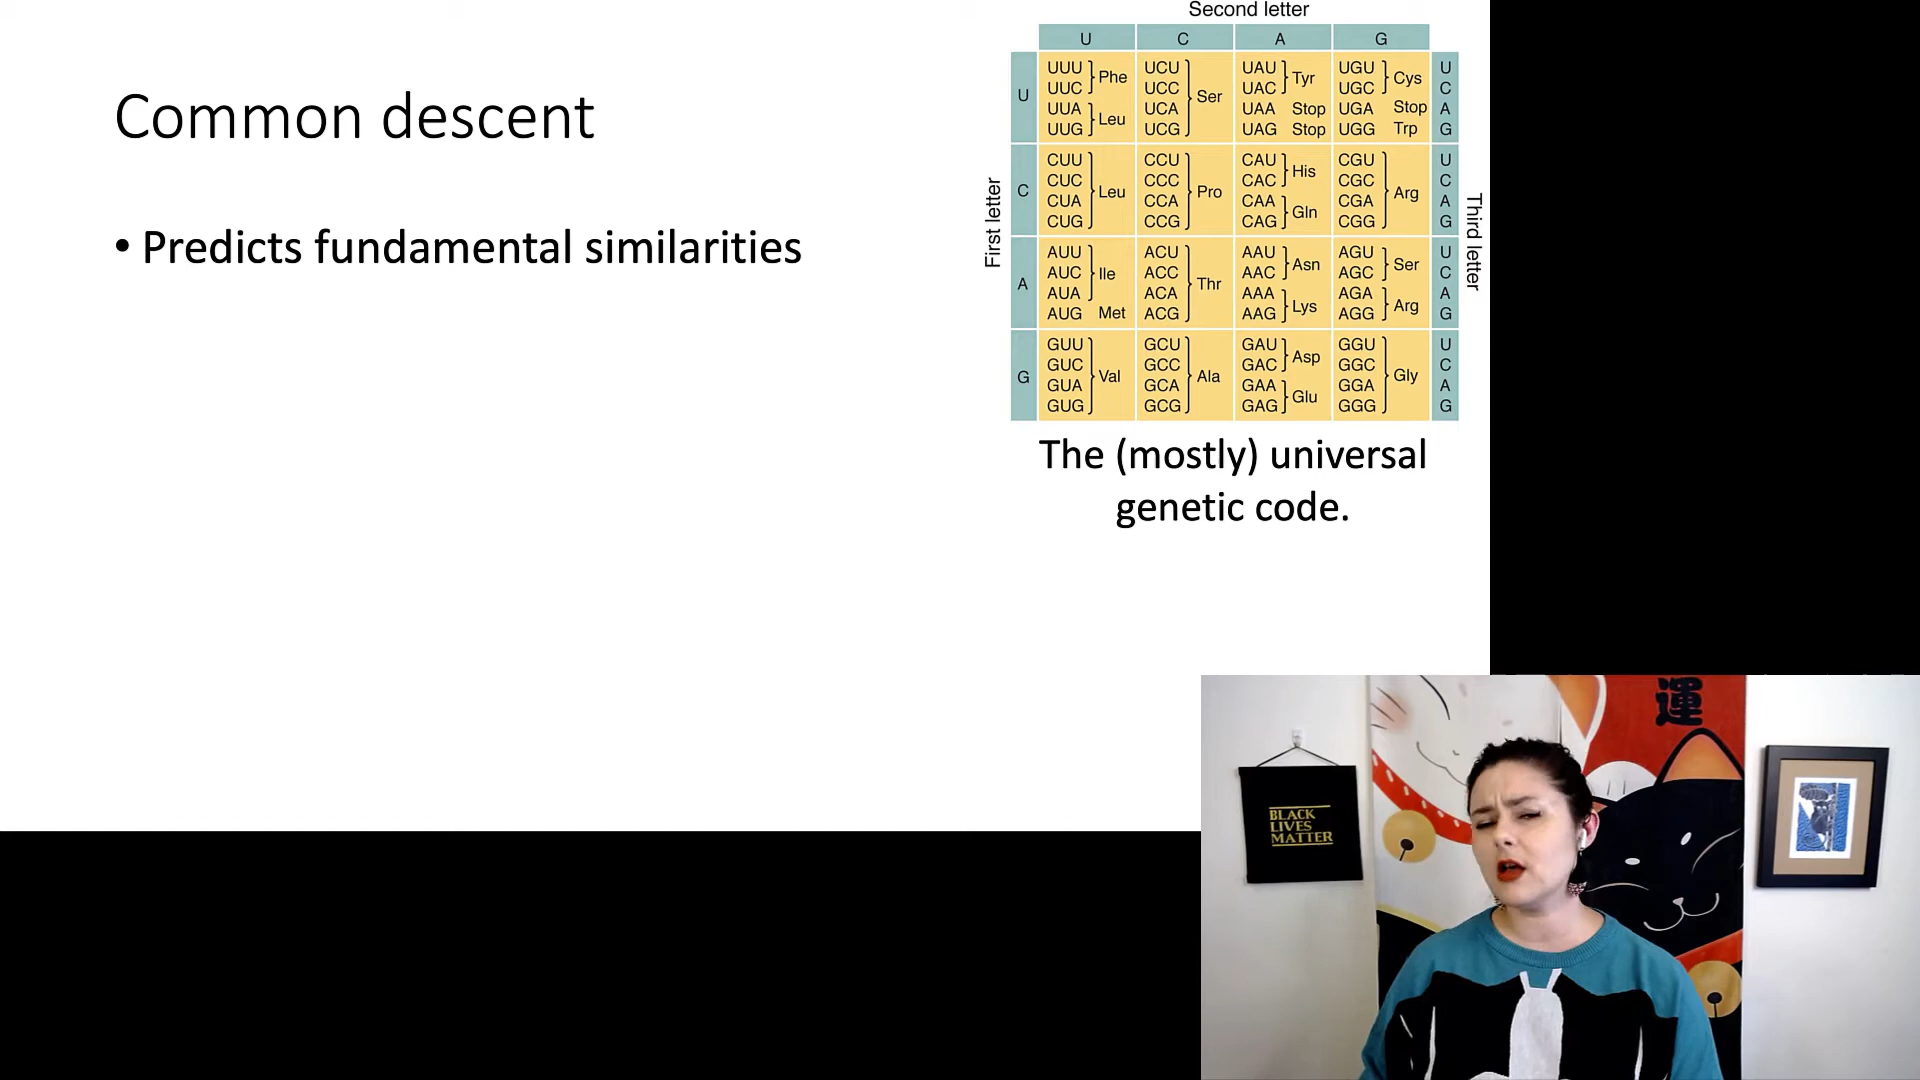 Common descent
• Predicts fundamental similarities
Second letter
U C A G
First letter
Third letter
U
UUU
UUC
Phe
UUA
UUG
Leu
UCU
UCC
UCA
UCG
Ser
UAU
UAC
Tyr
UAA Stop
UAG Stop
UGU
UGC
Cys
UGA Stop
UGG Trp
U
C
A
G
C
CUU
CUC
CUA
CUG
Leu
CCU
CCC
CCA
CCG
Pro
CAU
CAC
His
CAA
CAG
Gln
CGU
CGC
CGA
CGG
Arg
U
C
A
G
A
AUU
AUC
AUA
Ile
AUG Met
ACU
ACC
ACA
ACG
Thr
AAU
AAC
Asn
AAA
AAG
Lys
AGU
AGC
Ser
AGA
AGG
Arg
U
C
A
G
G
GUU
GUC
GUA
GUG
Val
GCU
GCC
GCA
GCG
Ala
GAU
GAC
Asp
GAA
GAG
Glu
GGU
GGC
GGA
GGG
Gly
U
C
A
G
The (mostly) universal
genetic code.
運
BLACK
LIVES
MATTER